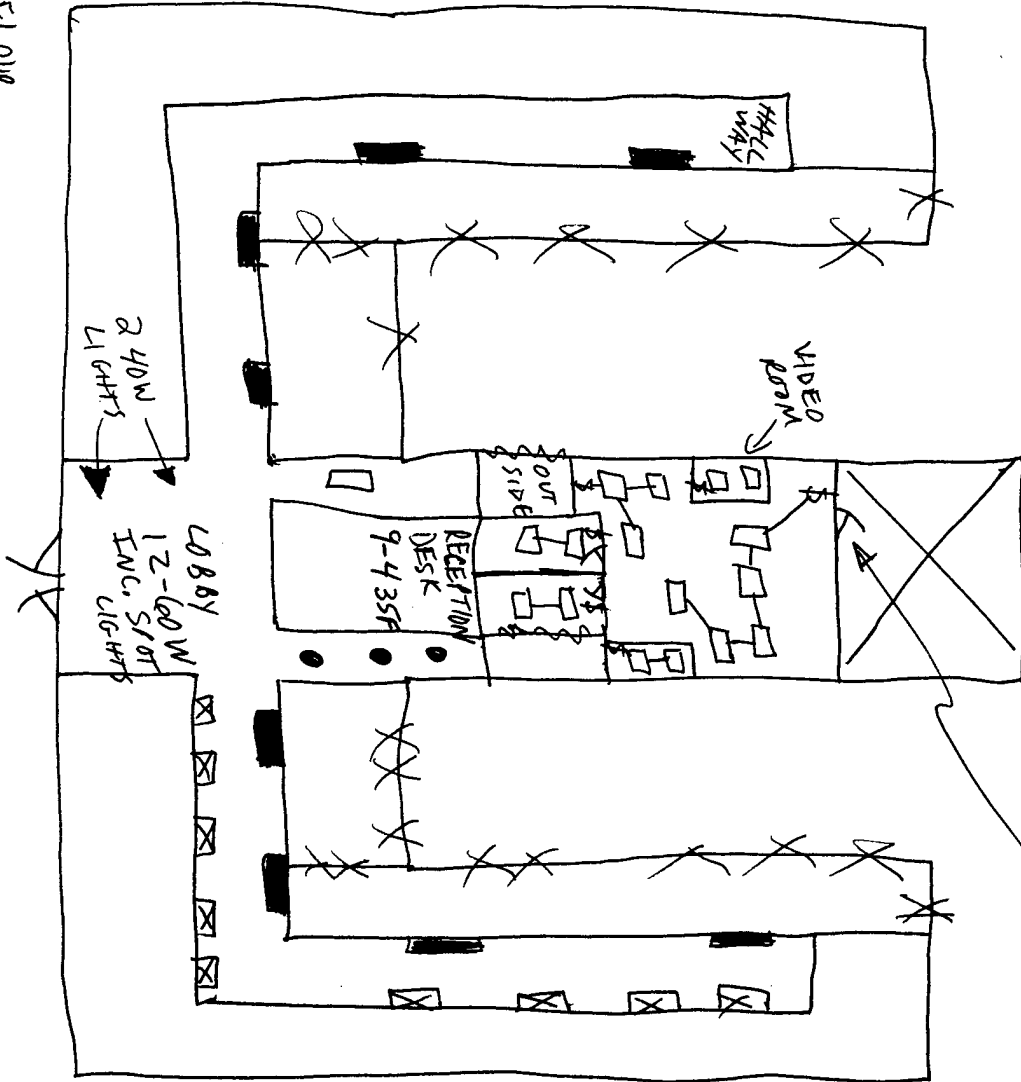 HALL
WAY
VIDEO
ROOM
2 40W
LIGHTS
OUT
SIDE
RECEPTION
DESK
9-435F
LOBBY
12-60W
INC. SPOT
LIGHTS